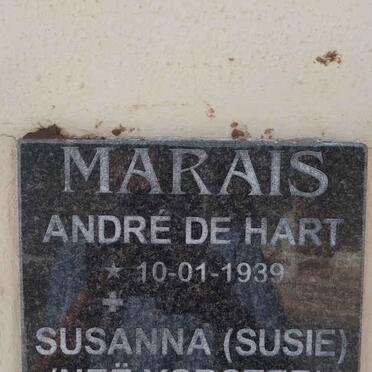 MARAIS
ANDRÉ DE HART
★ 10-01-1939
✝
SUSANNA (SUSIE)